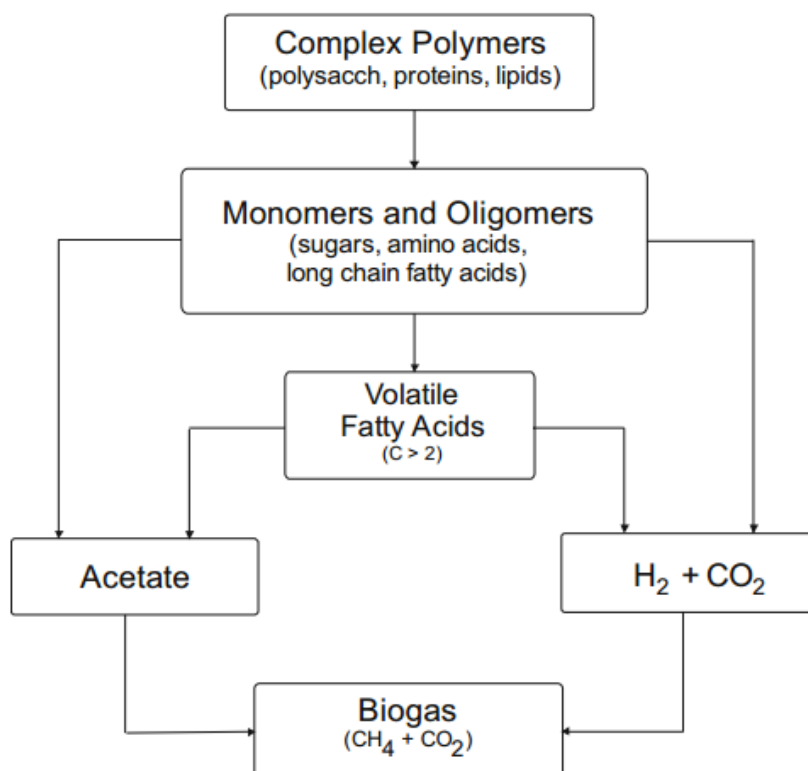 Complex Polymers
(polysacch, proteins, lipids)
Monomers and Oligomers
(sugars, amino acids,
long chain fatty acids)
Volatile
Fatty Acids
(C > 2)
Acetate
H₂ + CO₂
Biogas
(CH₄ + CO₂)